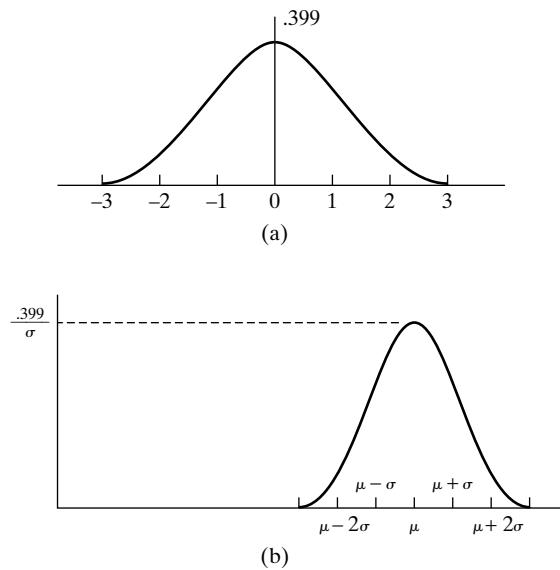 .399
–3 –2 –1 0 1 2 3
(a)
.399
σ
μ – σ μ + σ
μ – 2σ μ μ + 2σ
(b)